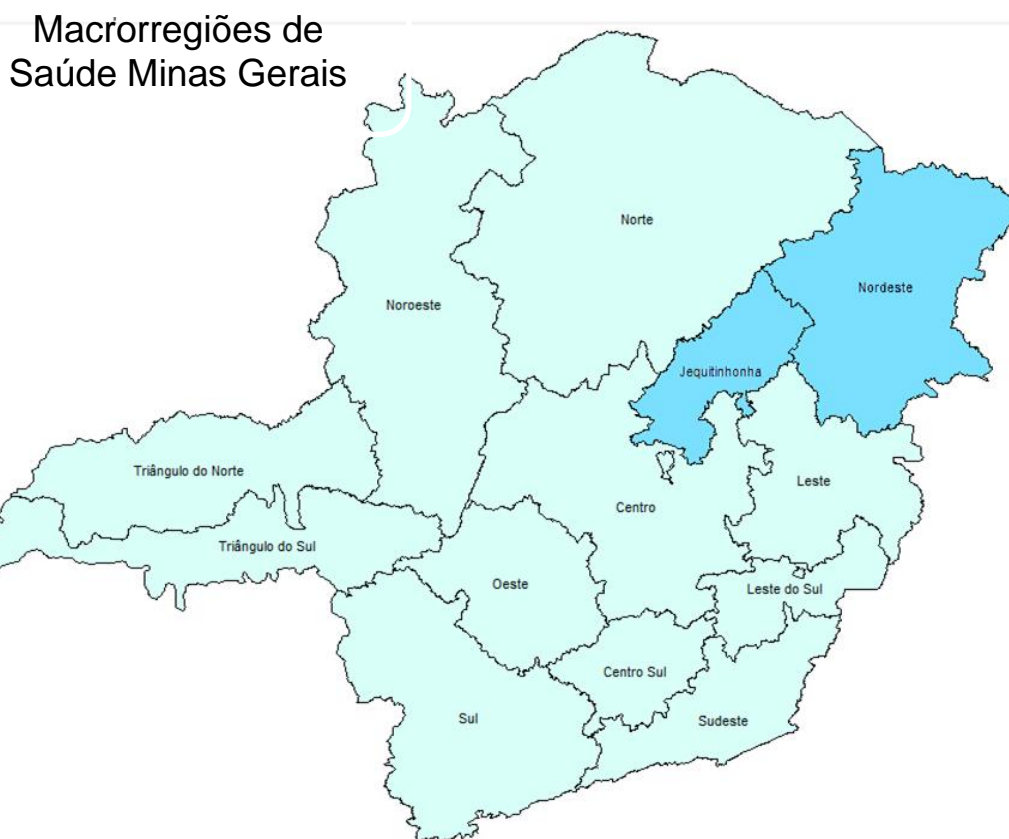 Macrorregiões de
Saúde Minas Gerais
Norte
Nordeste
Noroeste
Jequitinhonha
Triângulo do Norte
Leste
Centro
Triângulo do Sul
Oeste
Leste do Sul
Centro Sul
Sul
Sudeste